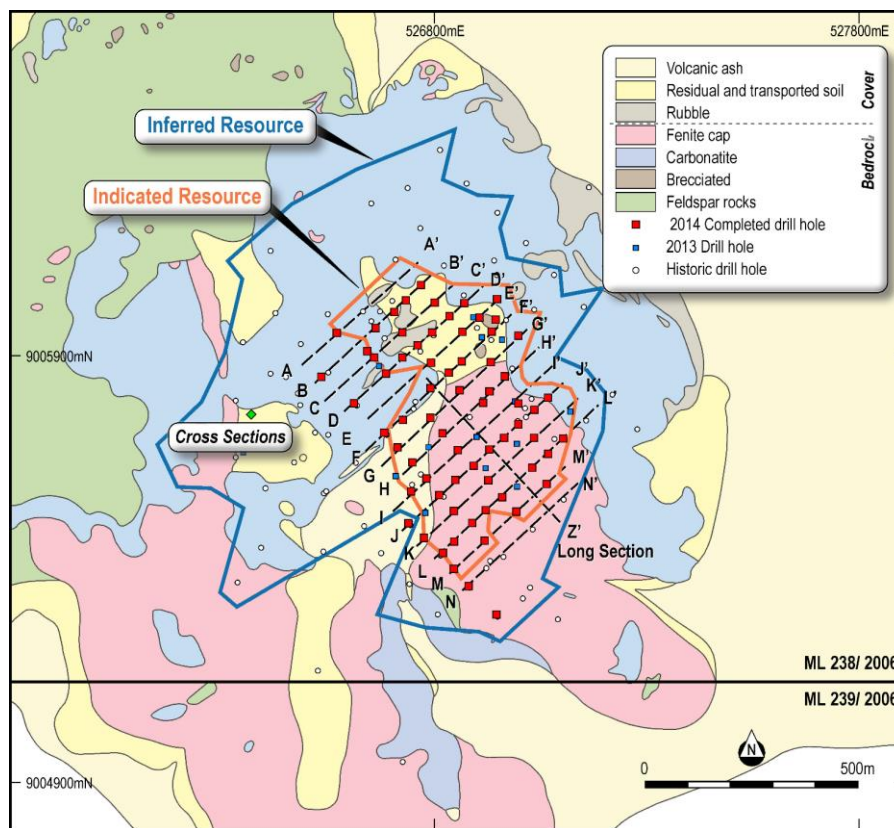 526800mE
527800mE
Volcanic ash
Residual and transported soil
Rubble
Cover
Fenite cap
Carbonatite
Brecciated
Feldspar rocks
2014 Completed drill hole
2013 Drill hole
Historic drill hole
Inferred Resource
Indicated Resource
A'
B'
C'
D'
E'
F'
G'
H'
I'
J'
K'
L'
M'
N'
9005900mN
A
B
C
D
E
F
G
H
I
J
K
L
M
N
Cross Sections
Z'
Long Section
ML 238/ 2006
ML 239/ 2006
9004900mN
N
0
500m